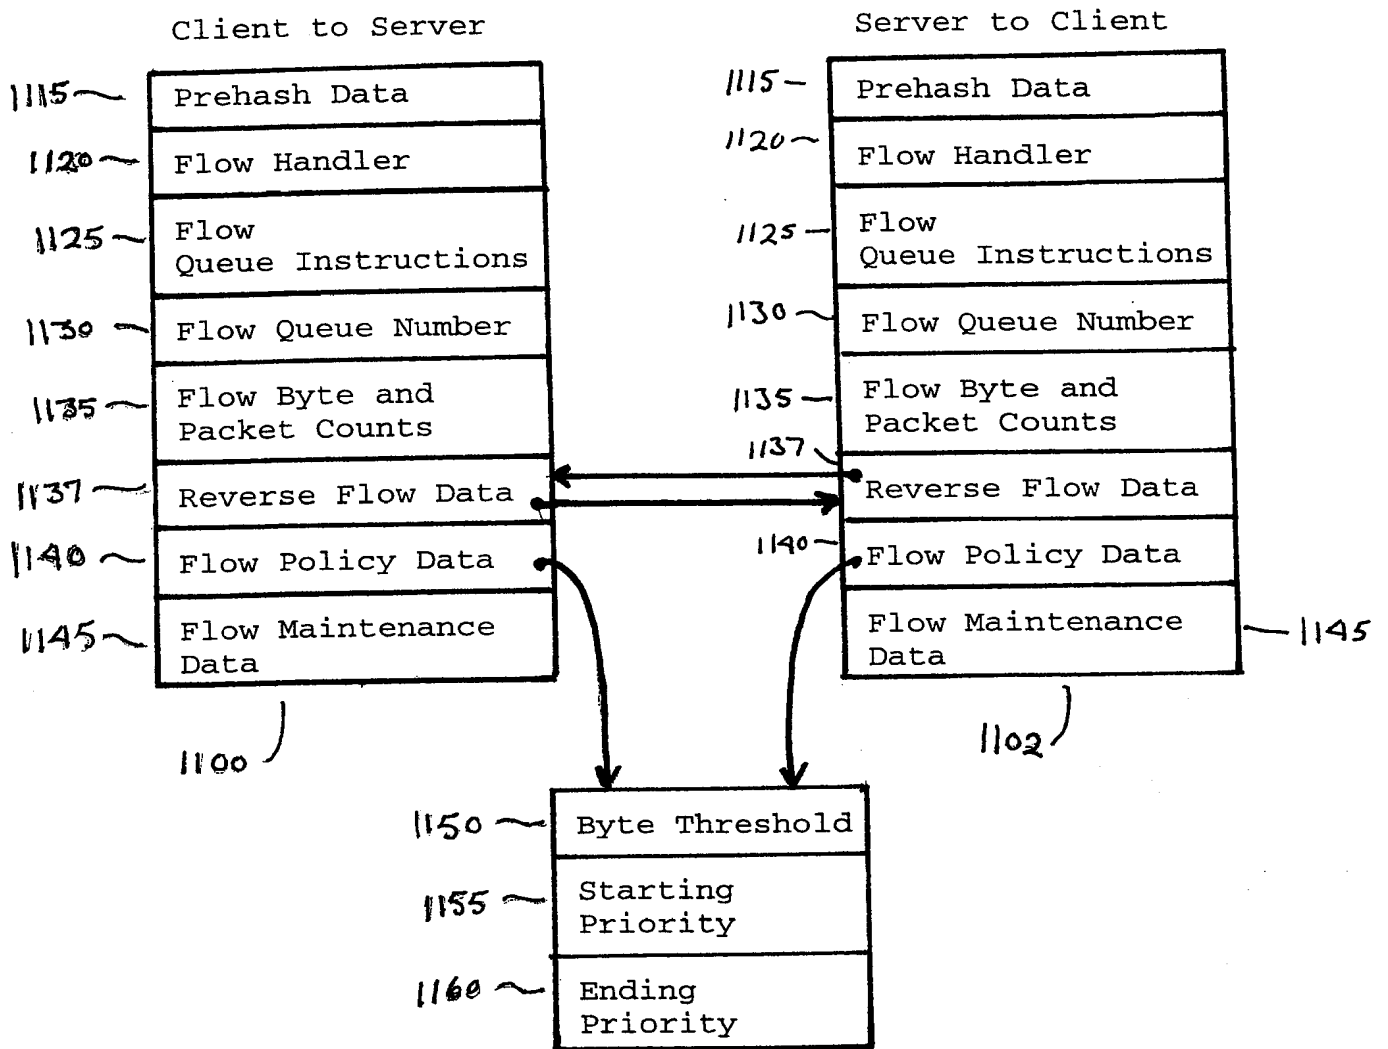 Client to Server
1115
Prehash Data
1120
Flow Handler
1125
Flow
Queue Instructions
1130
Flow Queue Number
1135
Flow Byte and
Packet Counts
1137
Reverse Flow Data
1140
Flow Policy Data
1145
Flow Maintenance
Data
1100
Server to Client
1115
Prehash Data
1120
Flow Handler
1125
Flow
Queue Instructions
1130
Flow Queue Number
1135
Flow Byte and
Packet Counts
1137
Reverse Flow Data
1140
Flow Policy Data
Flow Maintenance
Data
1145
1102
1150
Byte Threshold
1155
Starting
Priority
1160
Ending
Priority